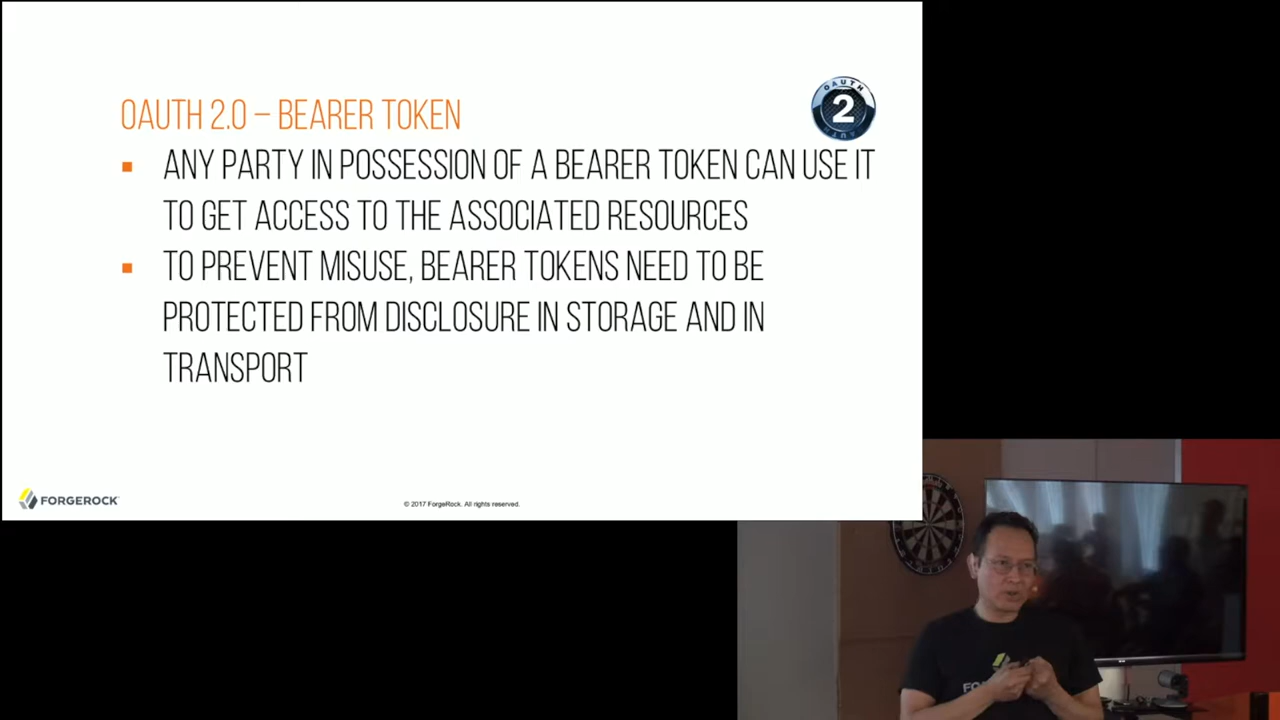 OAUTH 2.0 – BEARER TOKEN
OAUTH
2
▪ ANY PARTY IN POSSESSION OF A BEARER TOKEN CAN USE IT
TO GET ACCESS TO THE ASSOCIATED RESOURCES
▪ TO PREVENT MISUSE, BEARER TOKENS NEED TO BE
PROTECTED FROM DISCLOSURE IN STORAGE AND IN
TRANSPORT
FORGEROCK
© 2017 ForgeRock. All rights reserved.